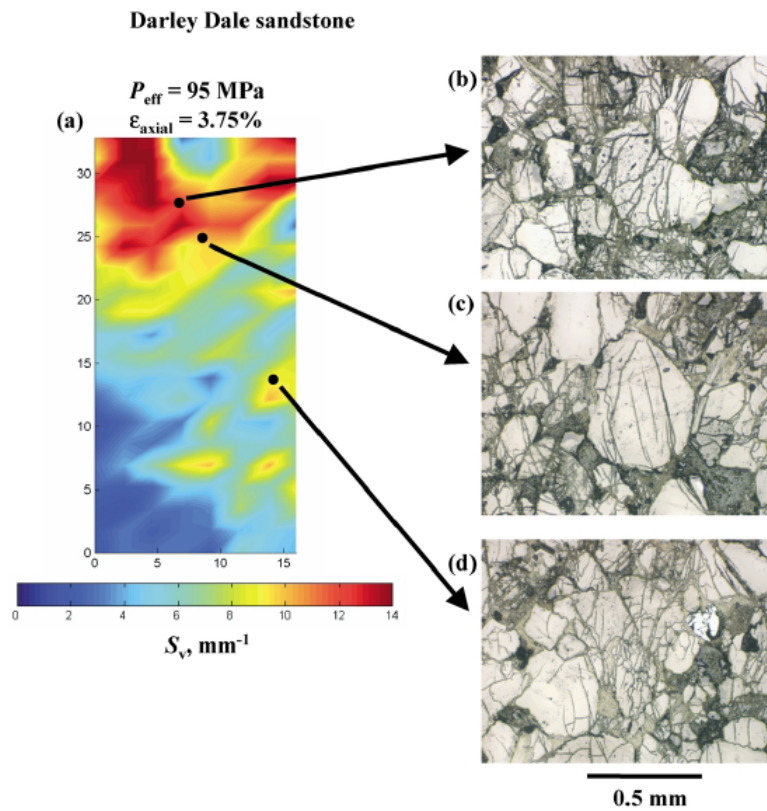 Darley Dale sandstone
P_eff = 95 MPa
(a)
ε_axial = 3.75%
30
25
20
15
10
5
0
0
5
10
15
0
2
4
6
8
10
12
14
S_v, mm⁻¹
(b)
(c)
(d)
0.5 mm